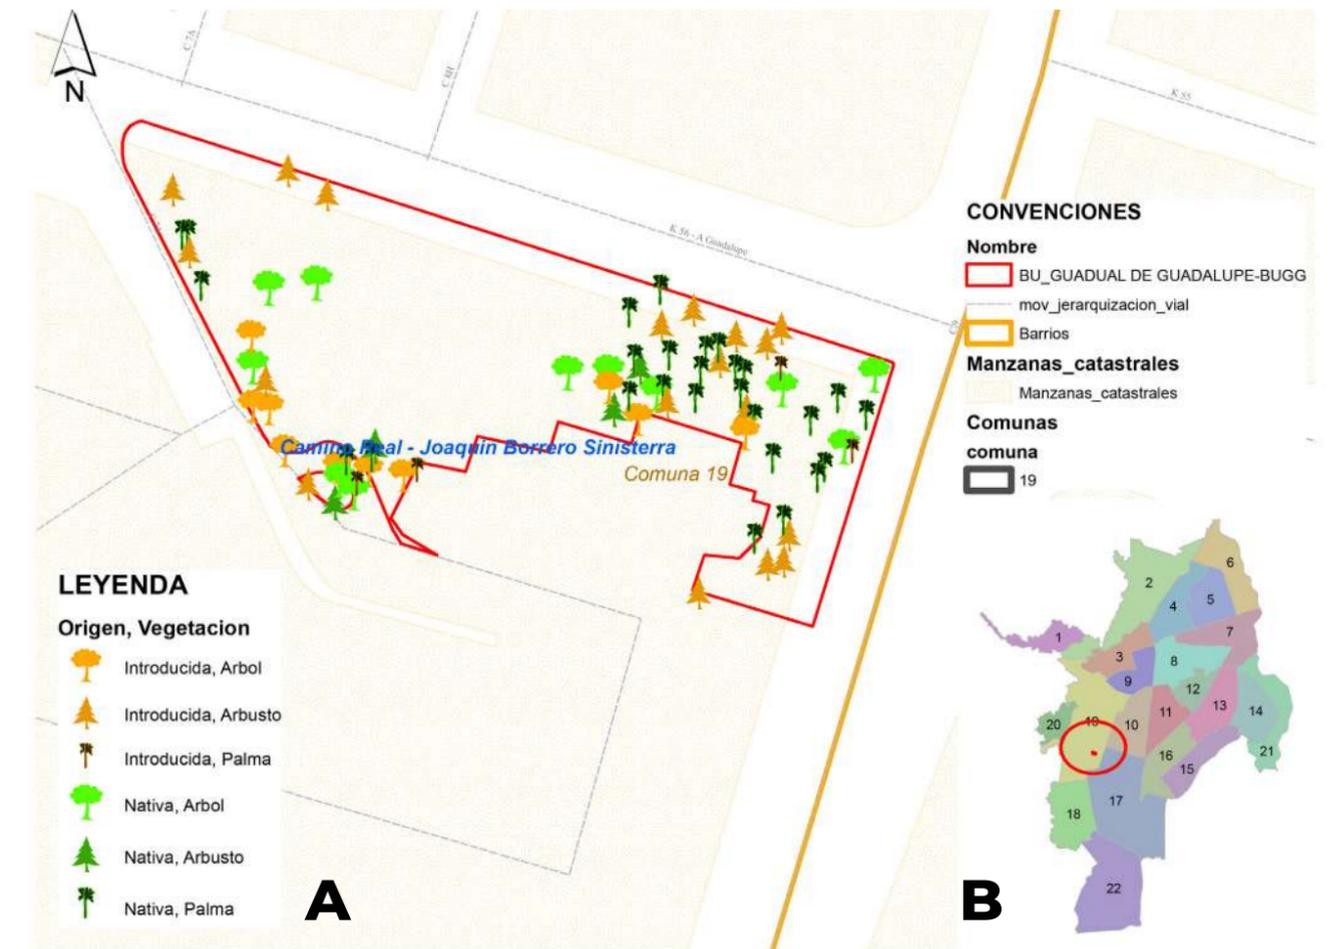 N
C 7A
C 8H
K 56 - A Guadalupe
K 55
Camino Real - Joaquin Borrero Sinisterra
Comuna 19
LEYENDA
Origen, Vegetacion
Introducida, Arbol
Introducida, Arbusto
Introducida, Palma
Nativa, Arbol
Nativa, Arbusto
Nativa, Palma
A
CONVENCIONES
Nombre
BU_GUADUAL DE GUADALUPE-BUGG
mov_jerarquizacion_vial
Barrios
Manzanas_catastrales
Manzanas_catastrales
Comunas
comuna
19
6
2
5
4
7
1
3
8
9
12
13
14
11
19
10
20
21
16
15
17
18
22
B